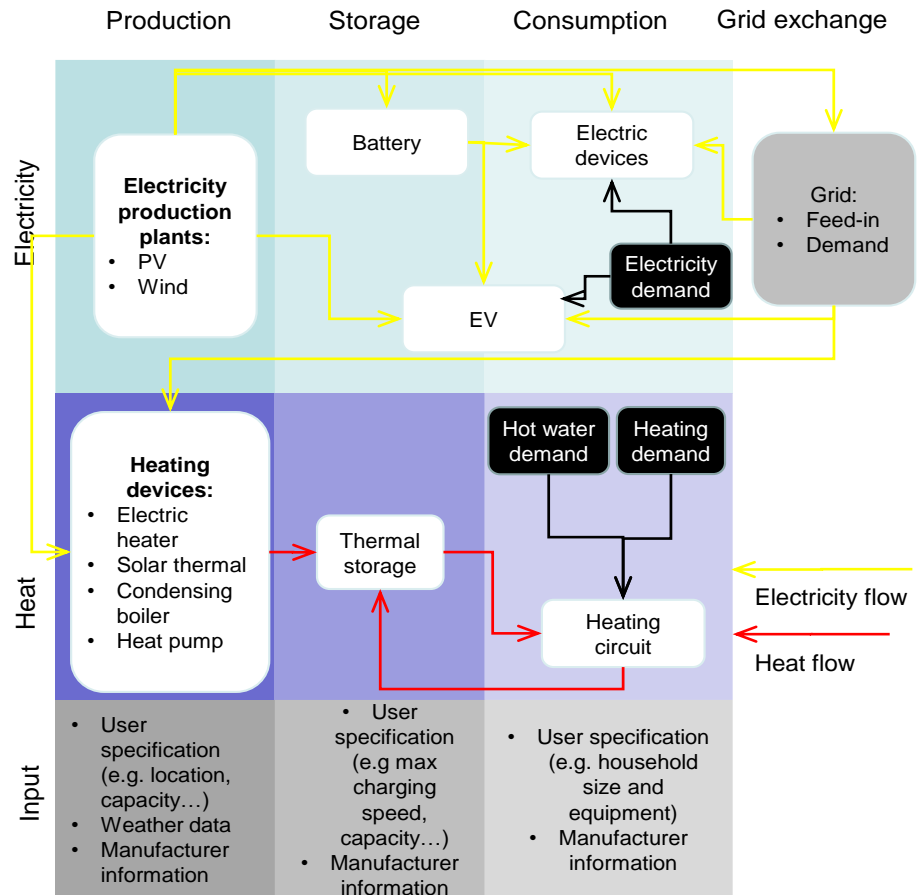 Production
Storage
Consumption
Grid exchange
Electricity
Battery
Electric
devices
Electricity
production
plants:
• PV
• Wind
Grid:
• Feed-in
• Demand
Electricity
demand
EV
Heat
Hot water
demand
Heating
demand
Heating
devices:
• Electric
heater
• Solar thermal
• Condensing
boiler
• Heat pump
Thermal
storage
Heating
circuit
Electricity flow
Heat flow
Input
• User
specification
(e.g. location,
capacity…)
• Weather data
• Manufacturer
information
• User
specification
(e.g max
charging
speed,
capacity…)
• Manufacturer
information
• User specification
(e.g. household
size and
equipment)
• Manufacturer
information